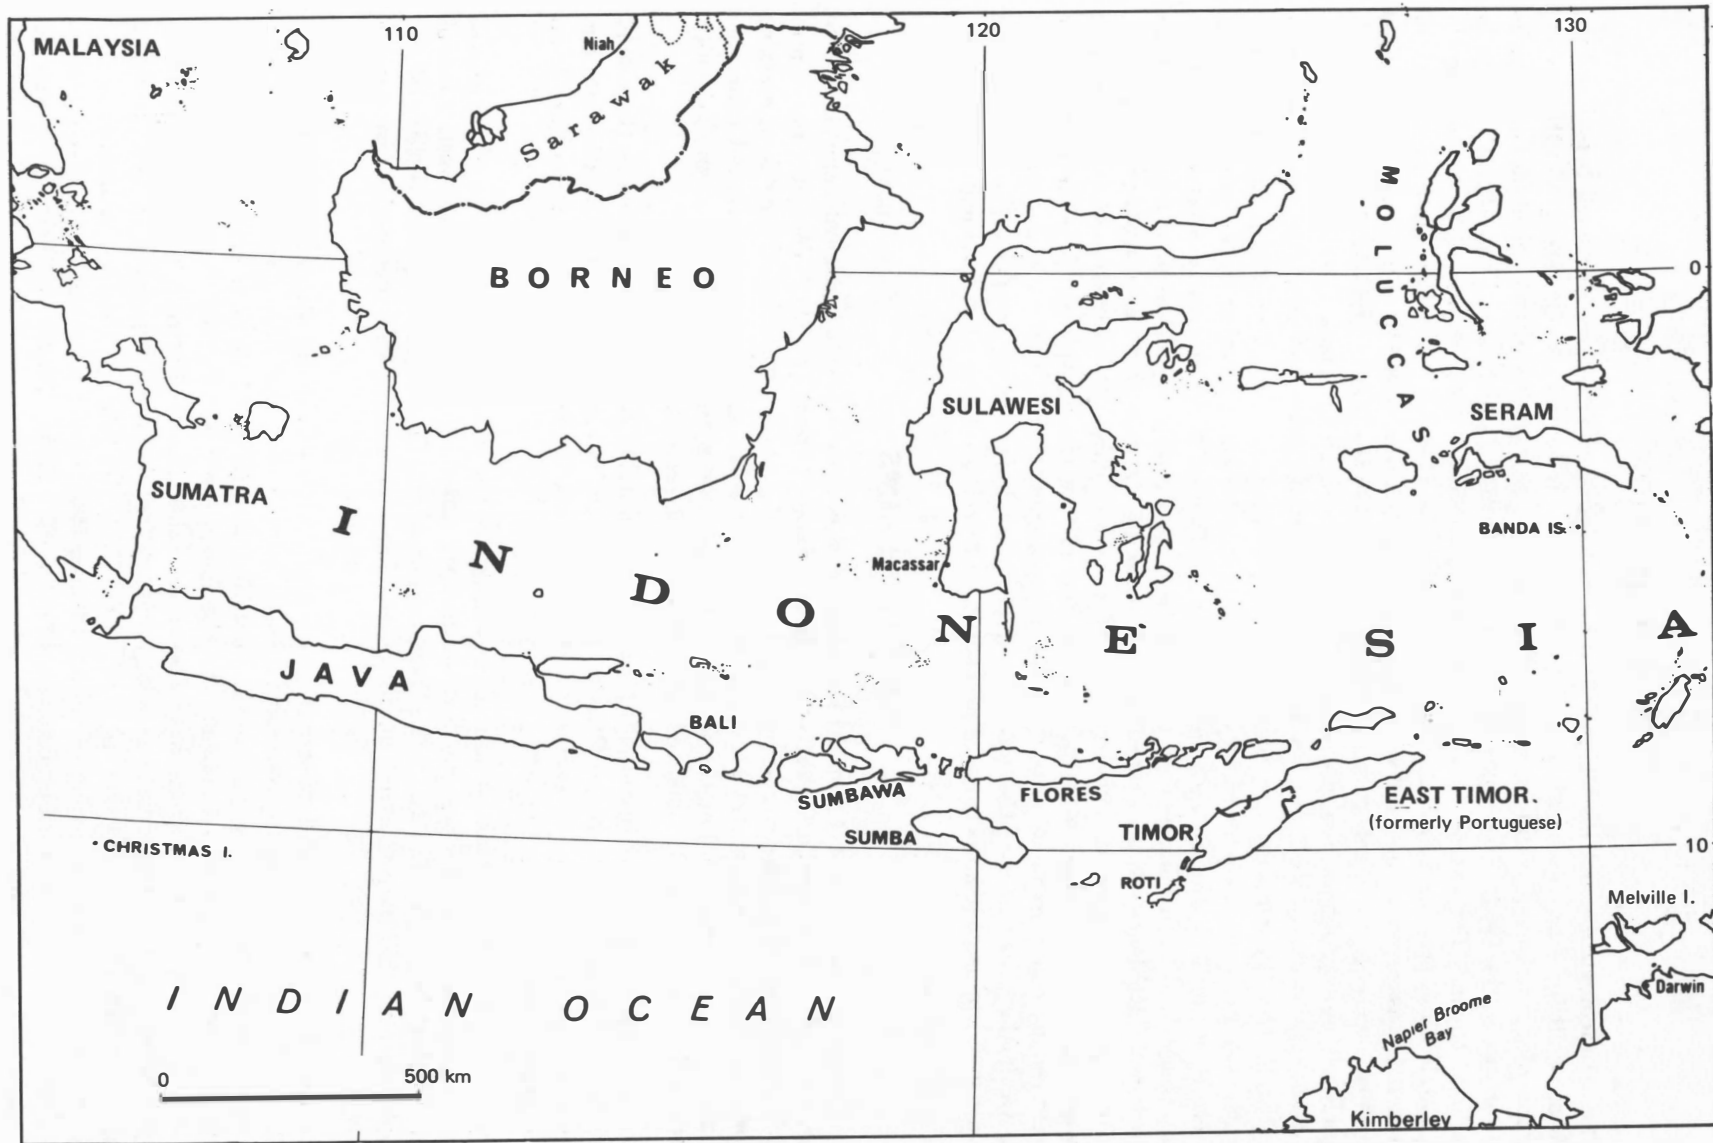 MALAYSIA
110
120
130
Niah
Sarawak
MOLUCCAS
BORNEO
0
SULAWESI
SERAM
SUMATRA
BANDA IS.
INDONESIA
Macassar
JAVA
BALI
SUMBAWA
FLORES
EAST TIMOR.
(formerly Portuguese)
SUMBA
TIMOR
CHRISTMAS I.
10
ROTI
Melville I.
INDIAN OCEAN
Darwin
Napier Broome
Bay
0
500 km
Kimberley